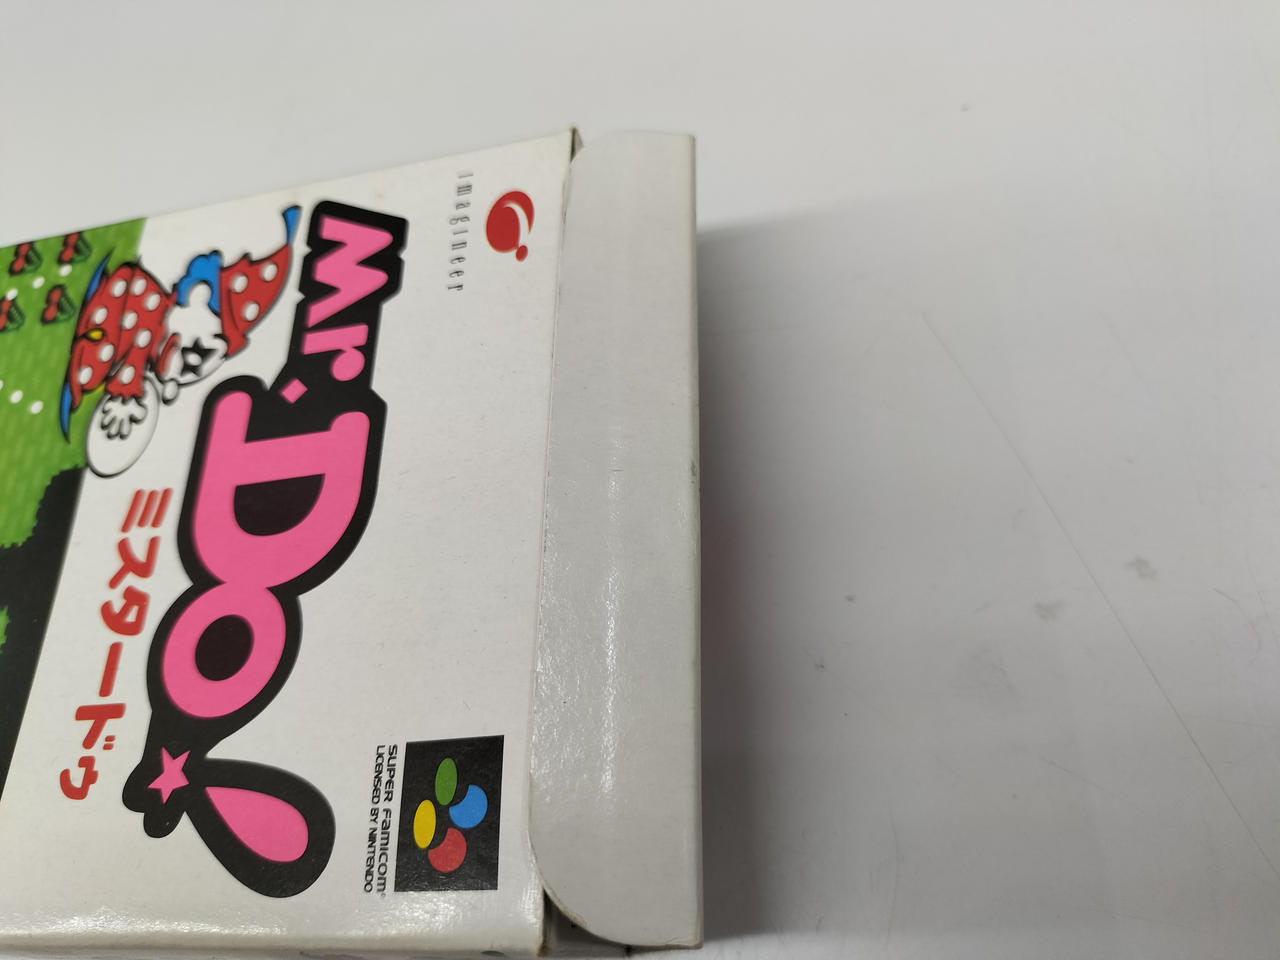 imagineer
Mr. Do!
ミスタードゥ
SUPER FAMICOM®
LICENSED BY NINTENDO